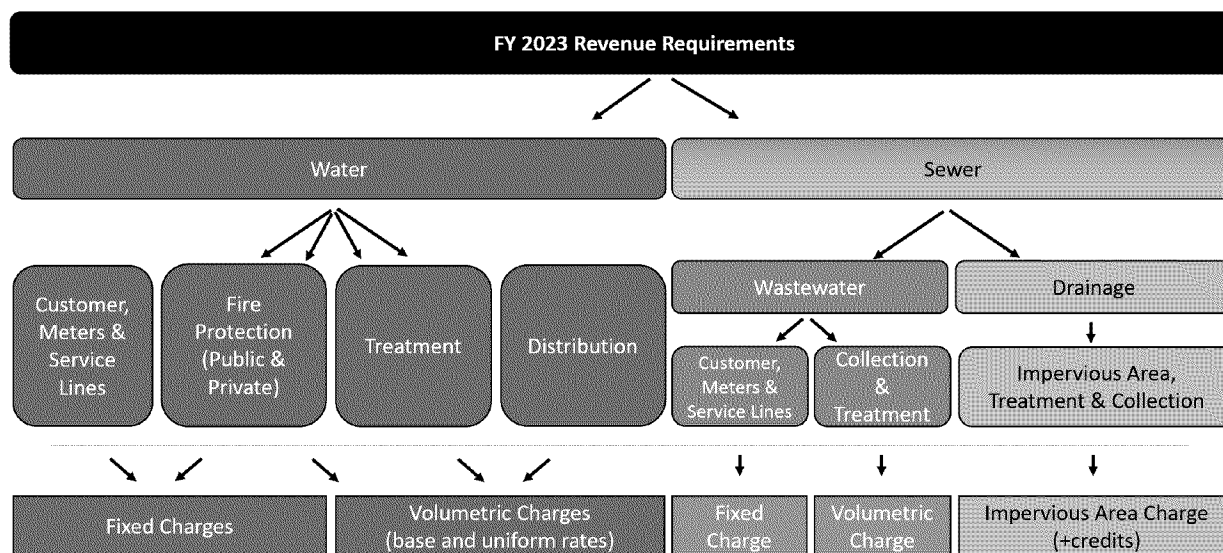 FY 2023 Revenue Requirements
Water
Sewer
Customer,
Meters &
Service
Lines
Fire
Protection
(Public &
Private)
Treatment
Distribution
Wastewater
Drainage
Customer,
Meters &
Service Lines
Collection
&
Treatment
Impervious Area,
Treatment & Collection
Fixed Charges
Volumetric Charges
(base and uniform rates)
Fixed
Charge
Volumetric
Charge
Impervious Area Charge
(+credits)